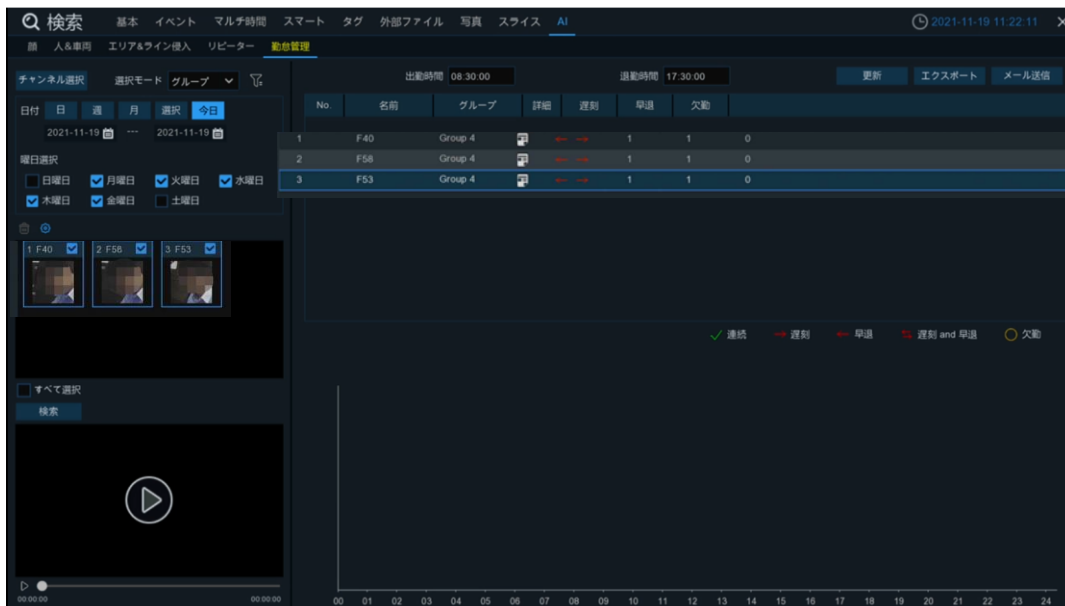 検索 基本 イベント マルチ時間 スマート タグ 外部ファイル 写真 スライス AI 2021-11-19 11:22:11
顔 人&車両 エリア&ライン侵入 リピーター 勤怠管理
チャンネル選択 選択モード グループ
出勤時間 08:30:00 退勤時間 17:30:00 更新 エクスポート メール送信
日付 日 週 月 選択 今日
2021-11-19 --- 2021-11-19
曜日選択
日曜日 月曜日 火曜日 水曜日
木曜日 金曜日 土曜日
No. 名前 グループ 詳細 遅刻 早退 欠勤
1 F40 Group 4 1 1 0
2 F58 Group 4 1 1 0
3 F53 Group 4 1 1 0
1 F40 2 F58 3 F53
連続 遅刻 早退 遅刻 and 早退 欠勤
すべて選択
検索
00:00:00 00:00:00
00 01 02 03 04 05 06 07 08 09 10 11 12 13 14 15 16 17 18 19 20 21 22 23 24